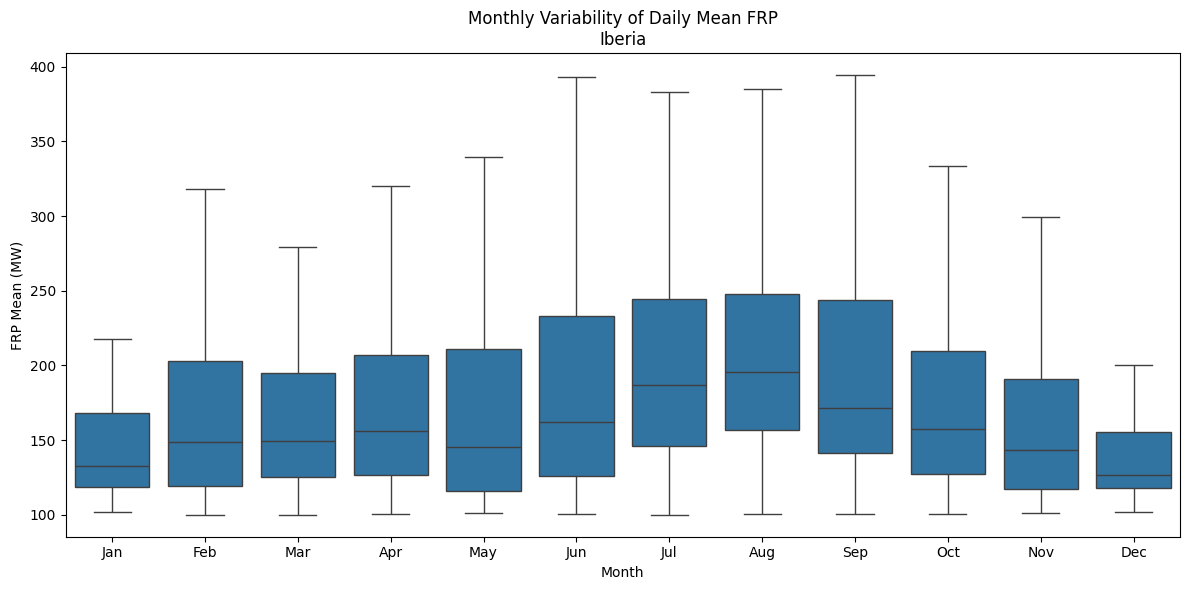 Monthly Variability of Daily Mean FRP
Iberia
FRP Mean (MW)
400
350
300
250
200
150
100
Jan Feb Mar Apr May Jun Jul Aug Sep Oct Nov Dec
Month